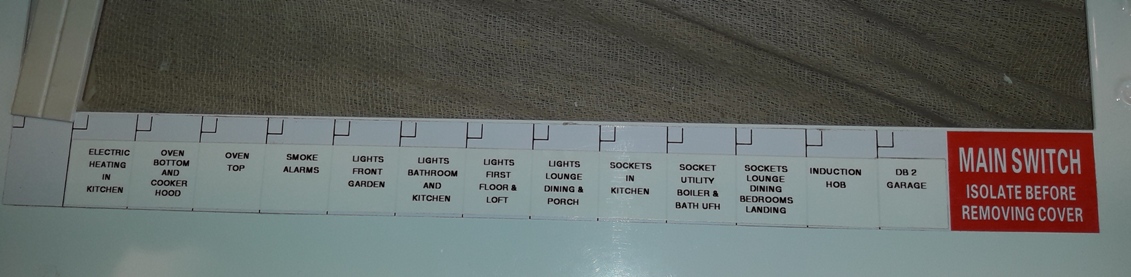 ELECTRIC
HEATING
IN
KITCHEN
OVEN
BOTTOM
AND
COOKER
HOOD
OVEN
TOP
SMOKE
ALARMS
LIGHTS
FRONT
GARDEN
LIGHTS
BATHROOM
AND
KITCHEN
LIGHTS
FIRST
FLOOR &
LOFT
LIGHTS
LOUNGE
DINING &
PORCH
SOCKETS
IN
KITCHEN
SOCKET
UTILITY
BOILER &
BATH UFH
SOCKETS
LOUNGE
DINING
BEDROOMS
LANDING
INDUCTION
HOB
DB 2
GARAGE
MAIN SWITCH
ISOLATE BEFORE
REMOVING COVER